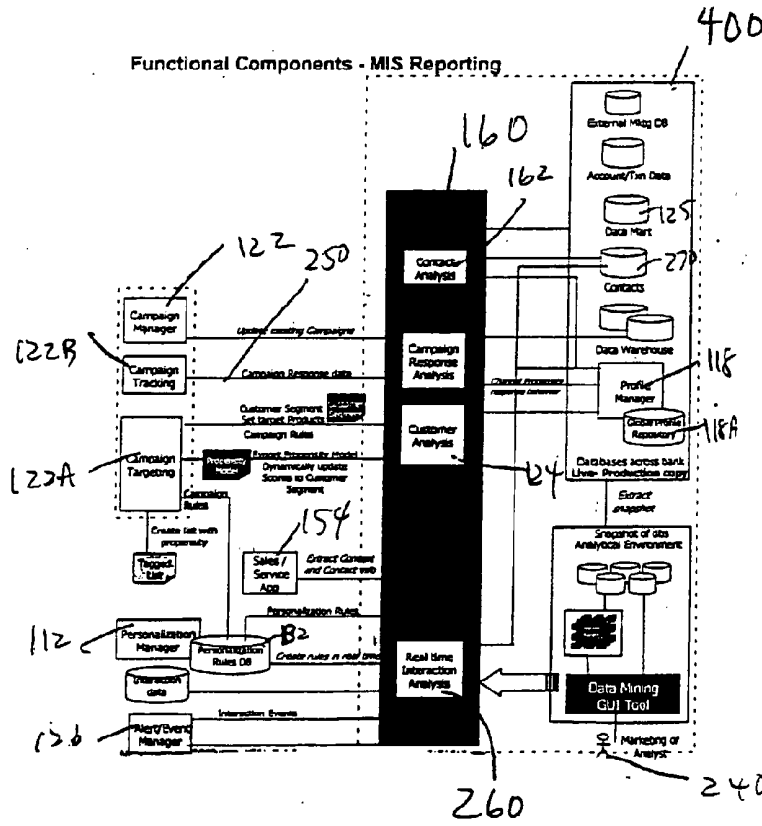 400
Functional Components - MIS Reporting
160
162
External Mktg DB
Account/Txn Data
125
Data Mart
270
Contacts
Data Warehouse
122
250
Contacts
Analysis
Campaign
Manager
Update existing Campaigns
122B
Campaign
Tracking
Campaign Response data
Campaign
Response
Analysis
118
Profile
Manager
Global Profile
Repository
118A
Customer Segment
Set target Products
Campaign Rules
Customer
Analysis
124
122A
Campaign
Targeting
Export Propensity Model
Dynamically update
Scores to Customer
Segment
Databases across bank
Live- Production copy
Campaign
Rules
Extract
snapshot
Create list with
propensity
Tagged
List
154
Sales /
Service
App
Extract Contact
and Contact info
Snapshot of dbs
Analytical Environment
112
Personalization
Manager
Personalization
Rules DB
B2
Personalization Rules
Create rules in real time
Real time
Interaction
Analysis
Interaction
data
Data Mining
GUI Tool
126
Alert/Event
Manager
Interaction Events
Marketing or
Analyst
240
260